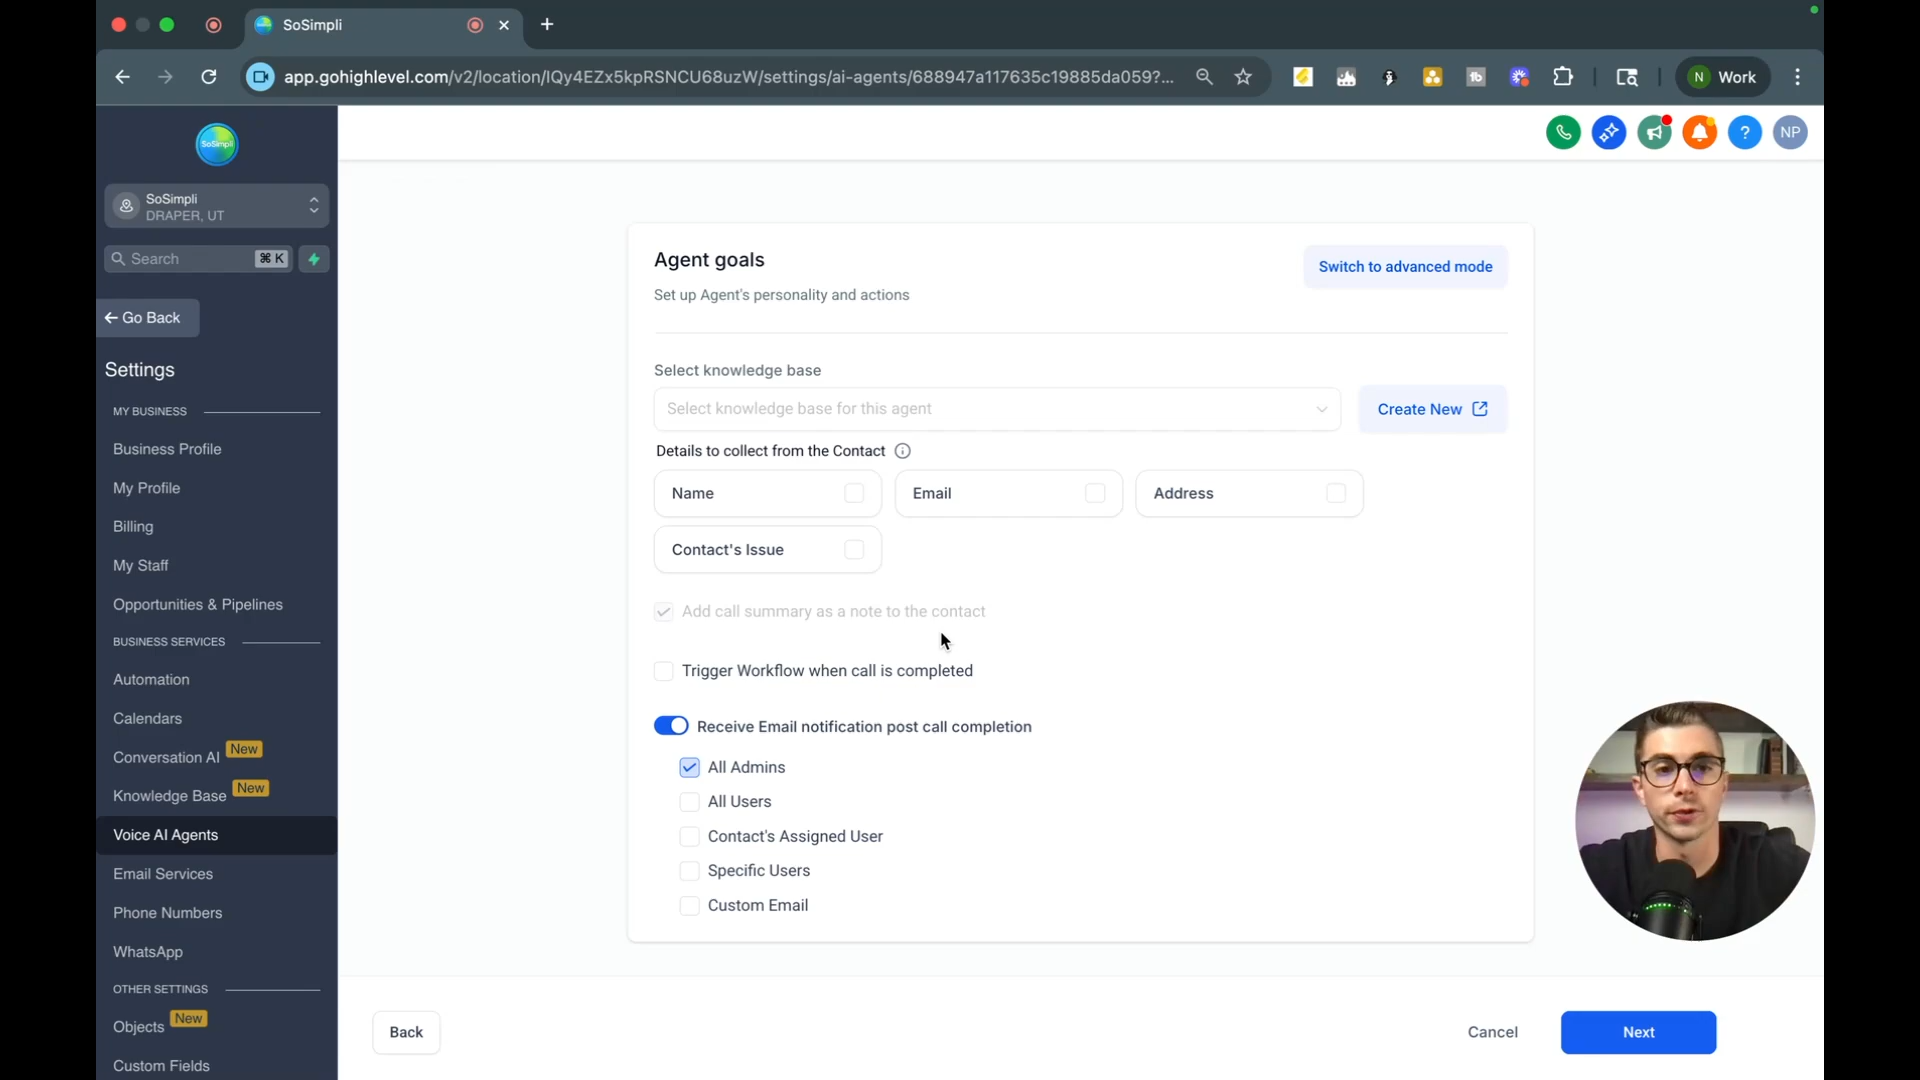 SoSimpli
app.gohighlevel.com/v2/location/IQy4EZx5kpRSNCU68uzW/settings/ai-agents/688947a117635c19885da059?...
tb
N Work
SoSimpli
SoSimpli
DRAPER, UT
Search ⌘ K
← Go Back
Settings
MY BUSINESS
Business Profile
My Profile
Billing
My Staff
Opportunities & Pipelines
BUSINESS SERVICES
Automation
Calendars
Conversation AI New
Knowledge Base New
Voice AI Agents
Email Services
Phone Numbers
WhatsApp
OTHER SETTINGS
Objects New
Custom Fields
? NP
Agent goals
Switch to advanced mode
Set up Agent's personality and actions
Select knowledge base
Select knowledge base for this agent
Create New
Details to collect from the Contact
Name
Email
Address
Contact's Issue
Add call summary as a note to the contact
Trigger Workflow when call is completed
Receive Email notification post call completion
All Admins
All Users
Contact's Assigned User
Specific Users
Custom Email
Back
Cancel
Next